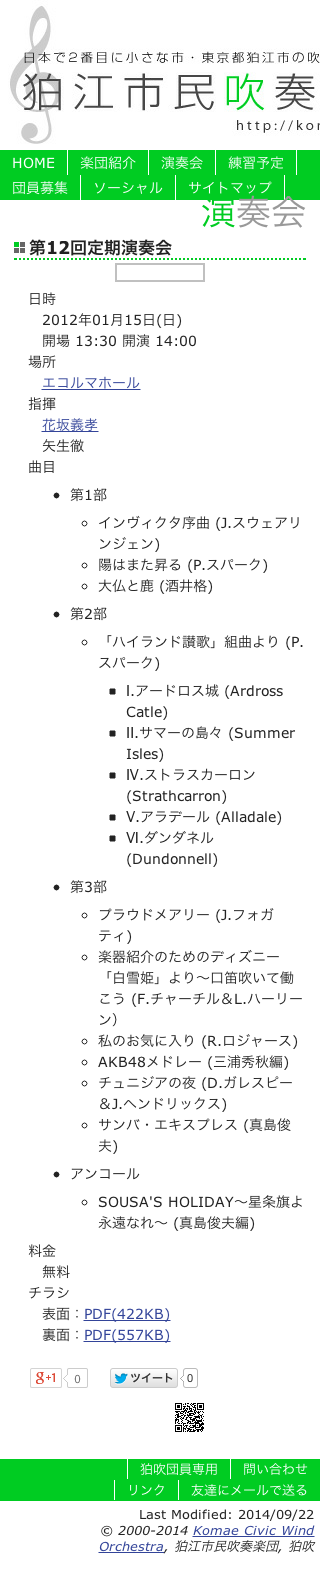 日本で２番目に小さな市・東京都狛江市の吹
狛江市民吹奏
http://kor
HOME 楽団紹介 演奏会 練習予定
団員募集 ソーシャル サイトマップ
演奏会
第12回定期演奏会
日時
2012年01月15日(日)
開場 13:30 開演 14:00
場所
エコルマホール
指揮
花坂義孝
矢生徹
曲目
第1部
インヴィクタ序曲 (J.スウェアリ
ンジェン)
陽はまた昇る (P.スパーク)
大仏と鹿 (酒井格)
第2部
「ハイランド讃歌」組曲より (P.
スパーク)
Ⅰ.アードロス城 (Ardross
Catle)
Ⅱ.サマーの島々 (Summer
Isles)
Ⅳ.ストラスカーロン
(Strathcarron)
Ⅴ.アラデール (Alladale)
Ⅵ.ダンダネル
(Dundonnell)
第3部
プラウドメアリー (J.フォガ
ティ)
楽器紹介のためのディズニー
「白雪姫」より〜口笛吹いて働
こう (F.チャーチル＆L.ハーリー
ン）
私のお気に入り (R.ロジャース)
AKB48メドレー (三浦秀秋編)
チュニジアの夜 (D.ガレスピー
＆J.ヘンドリックス)
サンバ・エキスプレス (真島俊
夫)
アンコール
SOUSA'S HOLIDAY〜星条旗よ
永遠なれ〜 (真島俊夫編)
料金
無料
チラシ
表面：PDF(422KB)
裏面：PDF(557KB)
g+1 0 ツイート 0
狛吹団員専用 問い合わせ
リンク 友達にメールで送る
Last Modified: 2014/09/22
© 2000-2014 Komae Civic Wind
Orchestra, 狛江市民吹奏楽団, 狛吹